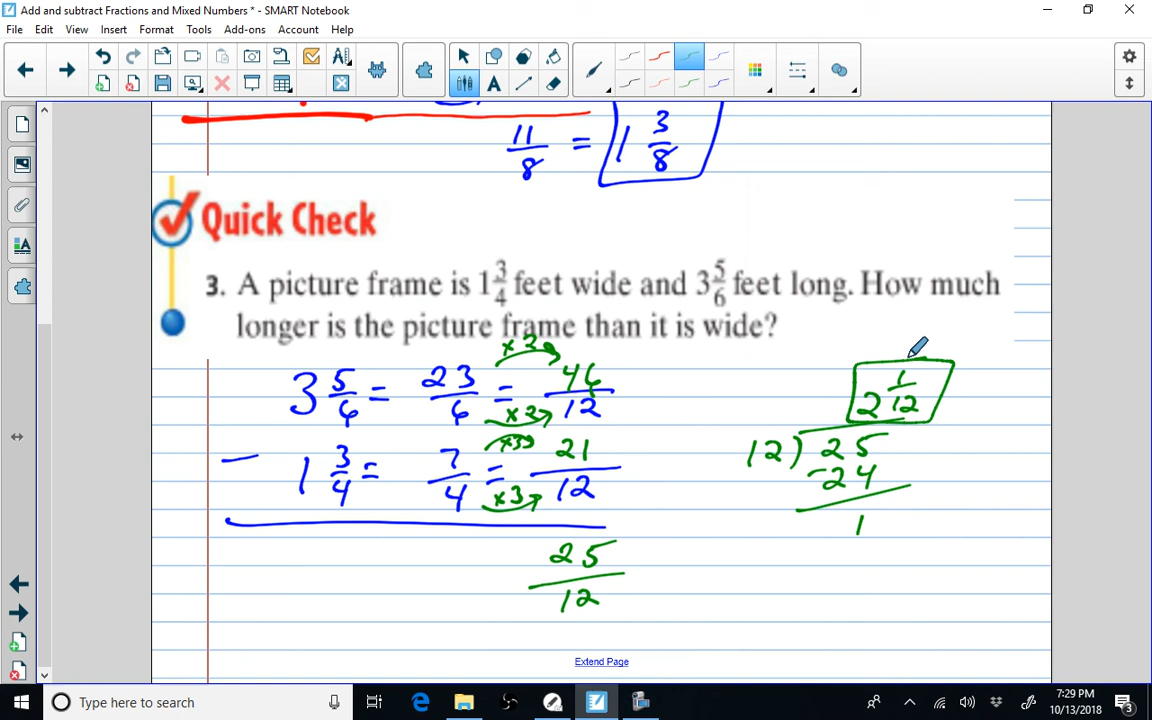 Add and subtract Fractions and Mixed Numbers * - SMART Notebook
File Edit View Insert Format Tools Add-ons Account Help
11/8 = 1 3/8
Quick Check
3. A picture frame is 1 3/4 feet wide and 3 5/6 feet long. How much
longer is the picture frame than it is wide?
×2
3 5/6 = 23/6 = 46/12
×2
2 1/12
×3
12) 25
- 1 3/4 = 7/4 = 21/12
-24
×3
1
25/12
Extend Page
Type here to search
7:29 PM
10/13/2018
3